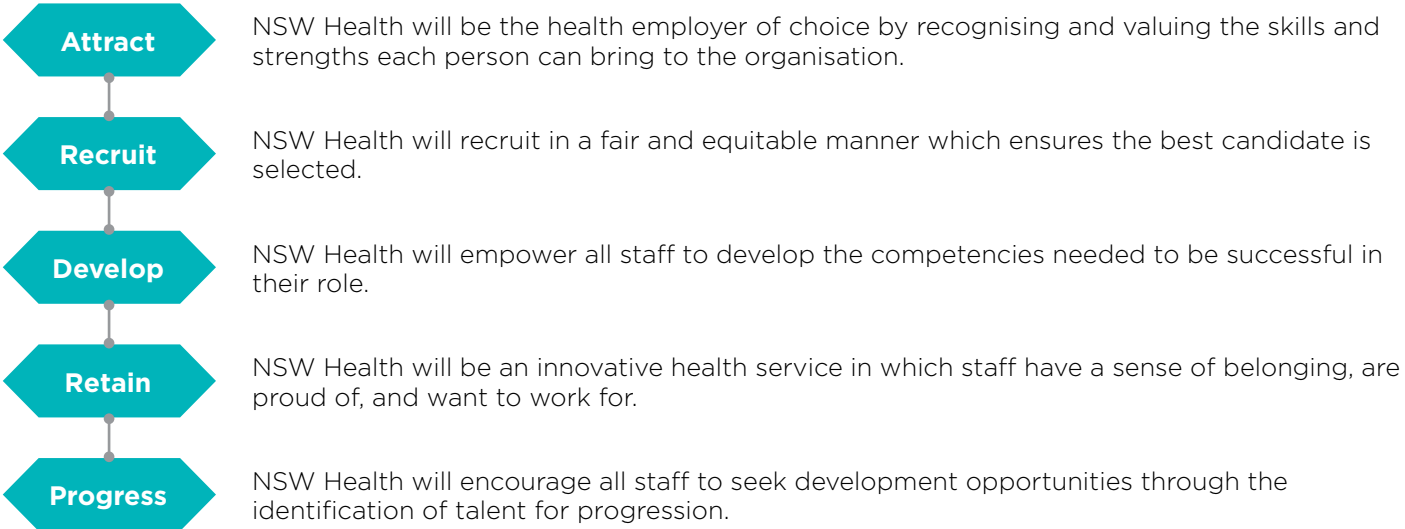 Attract
NSW Health will be the health employer of choice by recognising and valuing the skills and
strengths each person can bring to the organisation.
Recruit
NSW Health will recruit in a fair and equitable manner which ensures the best candidate is
selected.
Develop
NSW Health will empower all staff to develop the competencies needed to be successful in
their role.
Retain
NSW Health will be an innovative health service in which staff have a sense of belonging, are
proud of, and want to work for.
Progress
NSW Health will encourage all staff to seek development opportunities through the
identification of talent for progression.